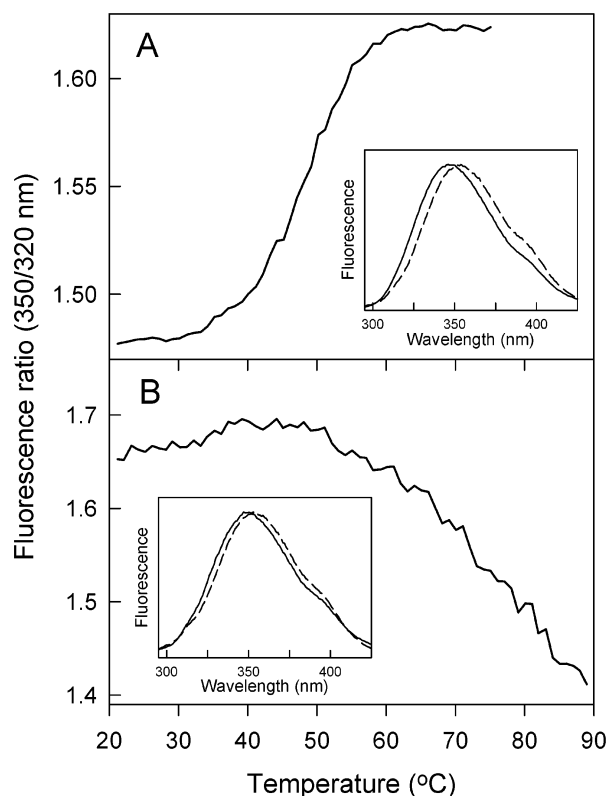 A
1.60
1.55
1.50
Fluorescence
300 350 400
Wavelength (nm)
Fluorescence ratio (350/320 nm)
B
1.7
1.6
1.5
1.4
Fluorescence
300 350 400
Wavelength (nm)
20 30 40 50 60 70 80 90
Temperature (°C)